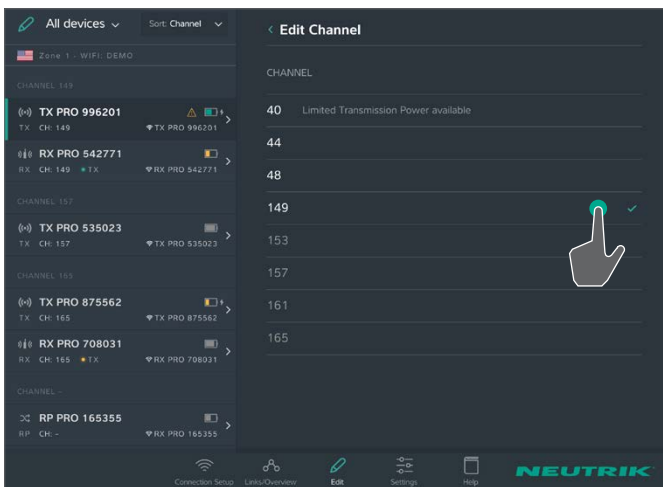 All devices
Sort: Channel
Zone 1 - WIFI: DEMO
CHANNEL 149
TX PRO 996201
TX CH: 149 TX PRO 996201
RX PRO 542771
RX CH: 149 TX RX PRO 542771
CHANNEL 157
TX PRO 535023
TX CH: 157 TX PRO 535023
CHANNEL 165
TX PRO 875562
TX CH: 165 TX PRO 875562
RX PRO 708031
RX CH: 165 TX RX PRO 708031
CHANNEL -
RP PRO 165355
RP CH: - RX PRO 165355
Edit Channel
CHANNEL
40 Limited Transmission Power available
44
48
149
153
157
161
165
Connection Setup
Links/Overview
Edit
Settings
Help
NEUTRIK